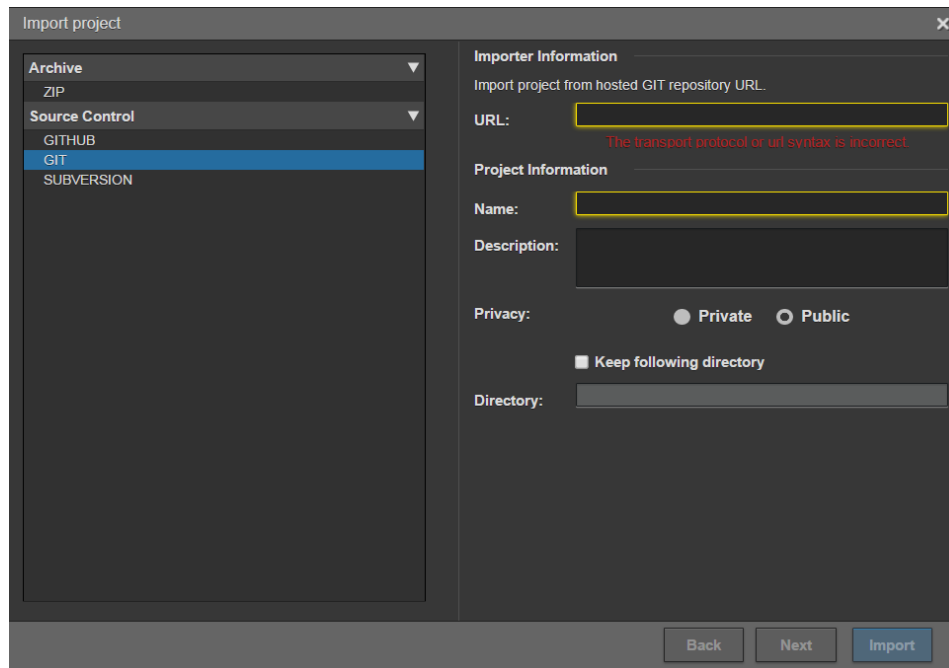 Import project
Archive
ZIP
Source Control
GITHUB
GIT
SUBVERSION
Importer Information
Import project from hosted GIT repository URL.
URL:
The transport protocol or url syntax is incorrect.
Project Information
Name:
Description:
Privacy:
Private
Public
Keep following directory
Directory:
Back
Next
Import